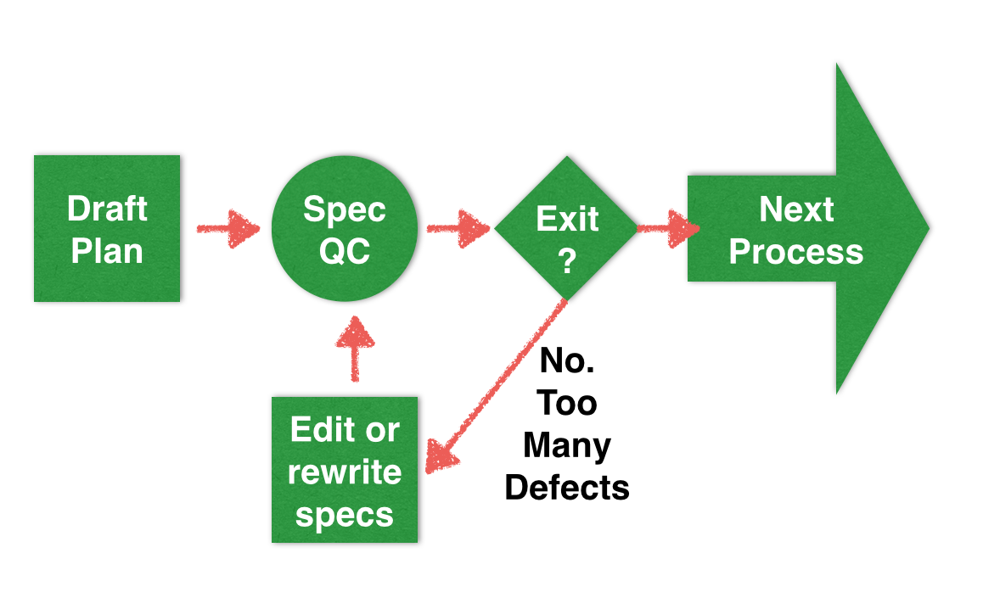 Draft
Plan
Spec
QC
Exit
?
Next
Process
No.
Too
Many
Defects
Edit or
rewrite
specs